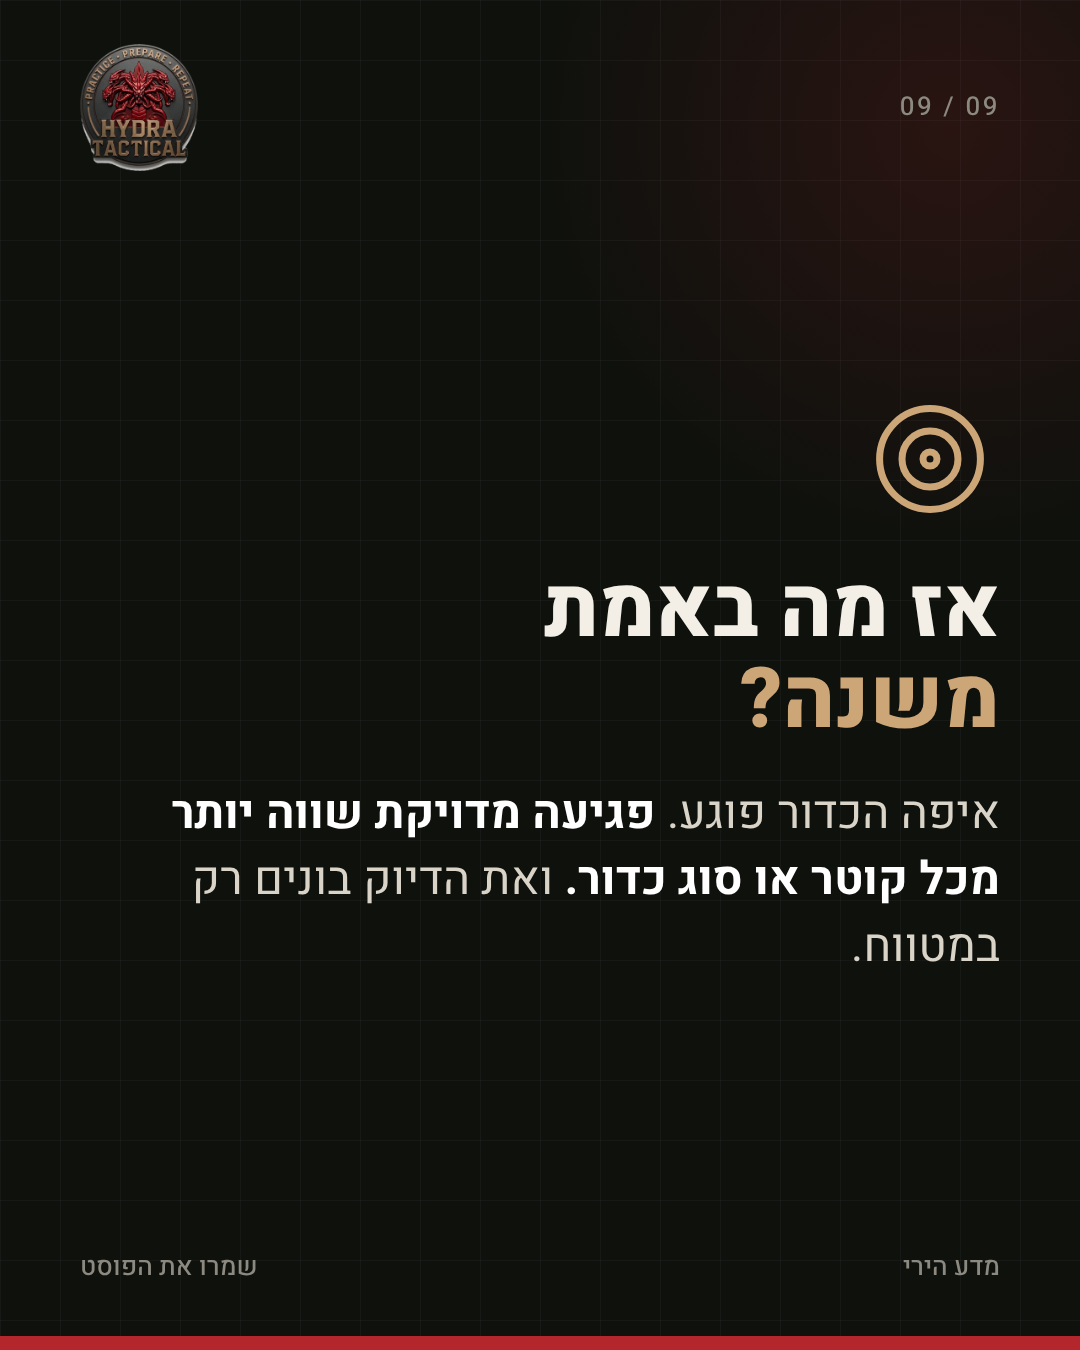 PRACTICE · PREPARE · REPEAT
HYDRA
TACTICAL
09 / 09
אז מה באמת
משנה?
איפה הכדור פוגע. פגיעה מדויקת שווה יותר
מכל קוטר או סוג כדור. ואת הדיוק בונים רק
במטווח.
מדע הירי
שמרו את הפוסט